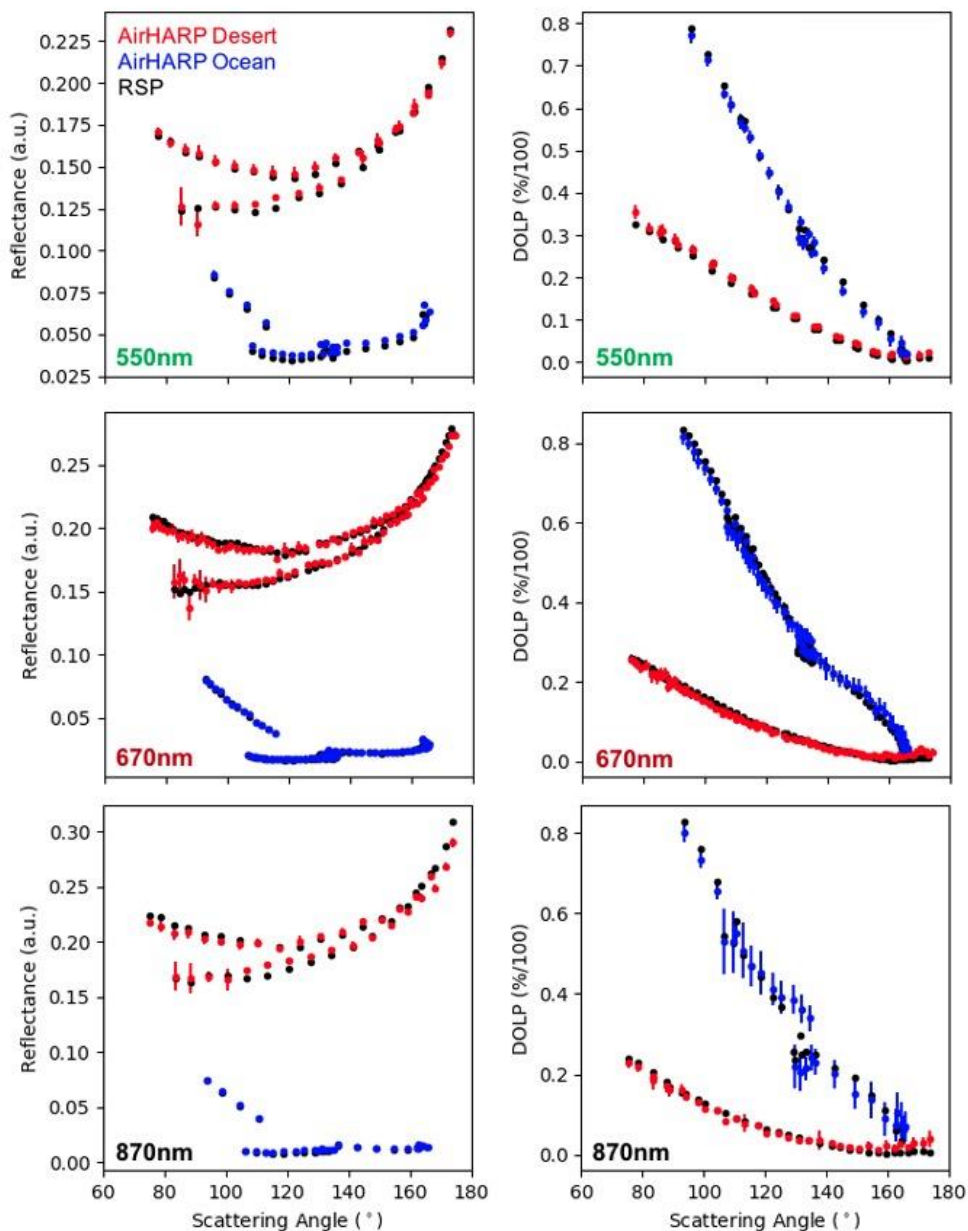 AirHARP Desert
AirHARP Ocean
RSP
Reflectance (a.u.)
0.225
0.200
0.175
0.150
0.125
0.100
0.075
0.050
0.025
550nm
DOLP (%/100)
0.8
0.7
0.6
0.5
0.4
0.3
0.2
0.1
0.0
550nm
Reflectance (a.u.)
0.25
0.20
0.15
0.10
0.05
670nm
DOLP (%/100)
0.8
0.6
0.4
0.2
0.0
670nm
Reflectance (a.u.)
0.30
0.25
0.20
0.15
0.10
0.05
0.00
870nm
60 80 100 120 140 160 180
Scattering Angle (°)
DOLP (%/100)
0.8
0.6
0.4
0.2
0.0
870nm
60 80 100 120 140 160 180
Scattering Angle (°)